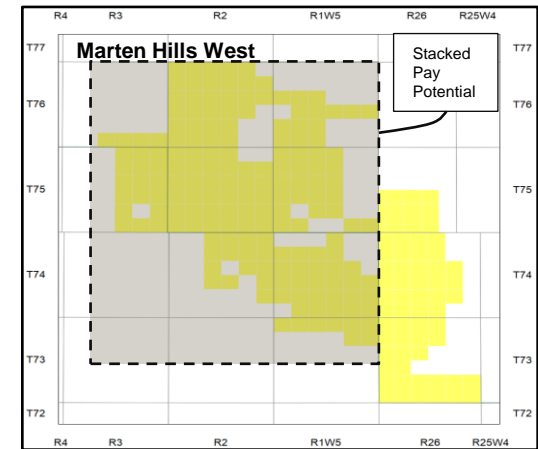 R4 R3 R2 R1W5 R26 R25W4
T77 Marten Hills West T77
Stacked
Pay
Potential
T76 T76
T75 T75
T74 T74
T73 T73
T72 T72
R4 R3 R2 R1W5 R26 R25W4